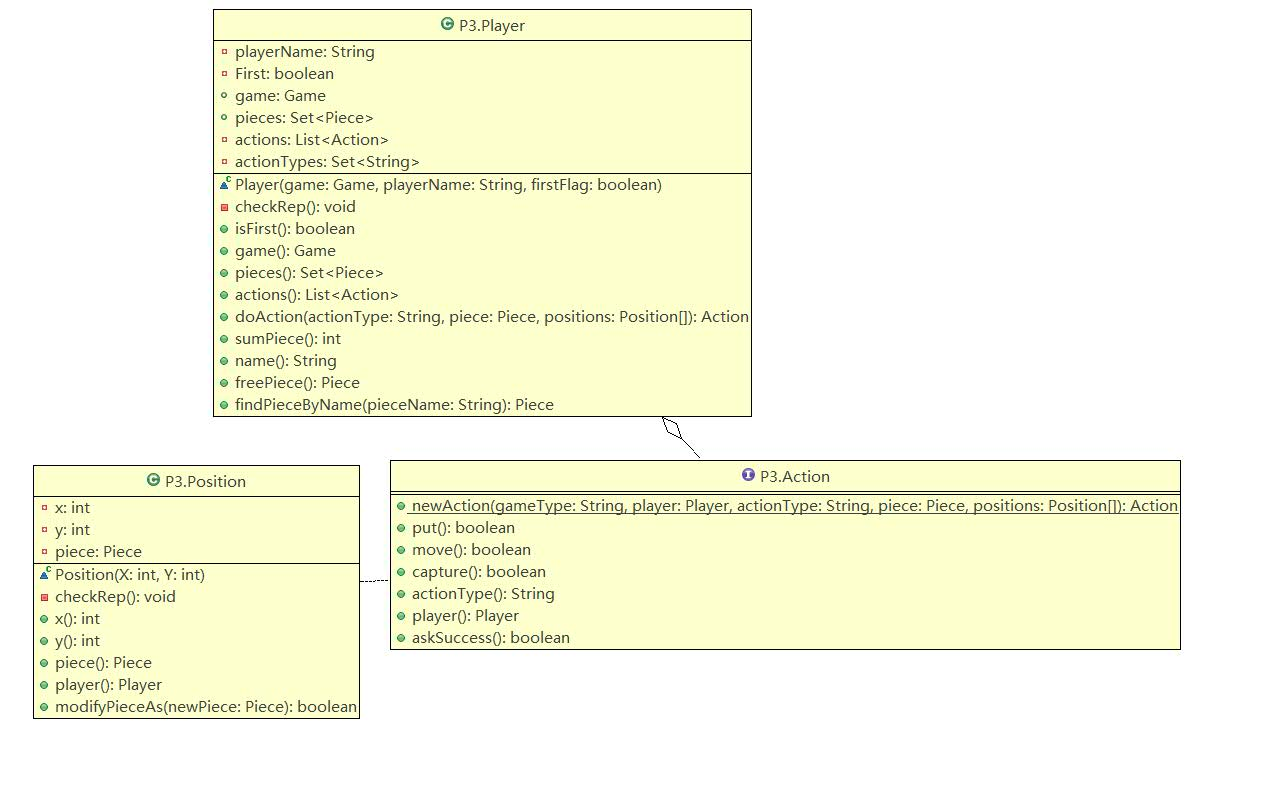 P3.Player
playerName: String
First: boolean
game: Game
pieces: Set<Piece>
actions: List<Action>
actionTypes: Set<String>
Player(game: Game, playerName: String, firstFlag: boolean)
checkRep(): void
isFirst(): boolean
game(): Game
pieces(): Set<Piece>
actions(): List<Action>
doAction(actionType: String, piece: Piece, positions: Position[]): Action
sumPiece(): int
name(): String
freePiece(): Piece
findPieceByName(pieceName: String): Piece
P3.Position
x: int
y: int
piece: Piece
Position(X: int, Y: int)
checkRep(): void
x(): int
y(): int
piece(): Piece
player(): Player
modifyPieceAs(newPiece: Piece): boolean
P3.Action
newAction(gameType: String, player: Player, actionType: String, piece: Piece, positions: Position[]): Action
put(): boolean
move(): boolean
capture(): boolean
actionType(): String
player(): Player
askSuccess(): boolean